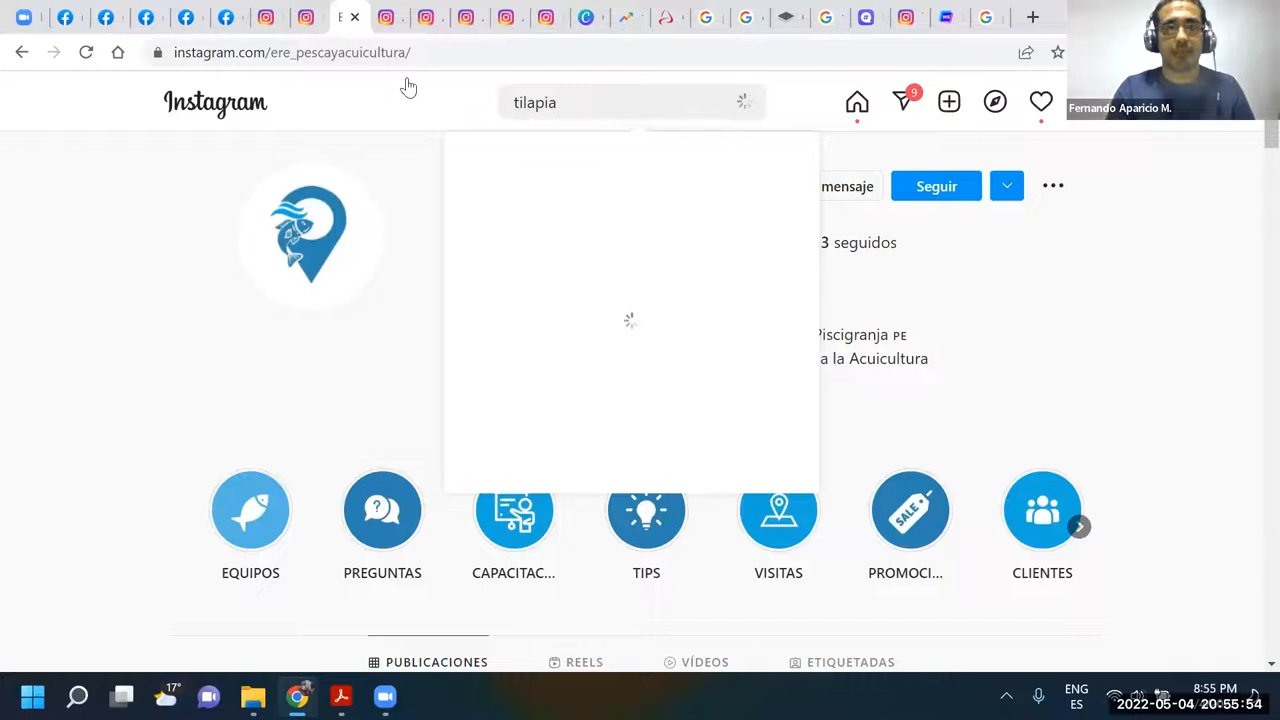 instagram.com/ere_pescayacuicultura/
Fernando Aparicio M.
Instagram
tilapia
9
mensaje
Seguir
3 seguidos
Piscigranja PE
a la Acuicultura
SALE
EQUIPOS
PREGUNTAS
CAPACITAC...
TIPS
VISITAS
PROMOCI...
CLIENTES
PUBLICACIONES
REELS
VÍDEOS
ETIQUETADAS
17°
ENG
ES
8:55 PM
2022-05-04 20:55:54